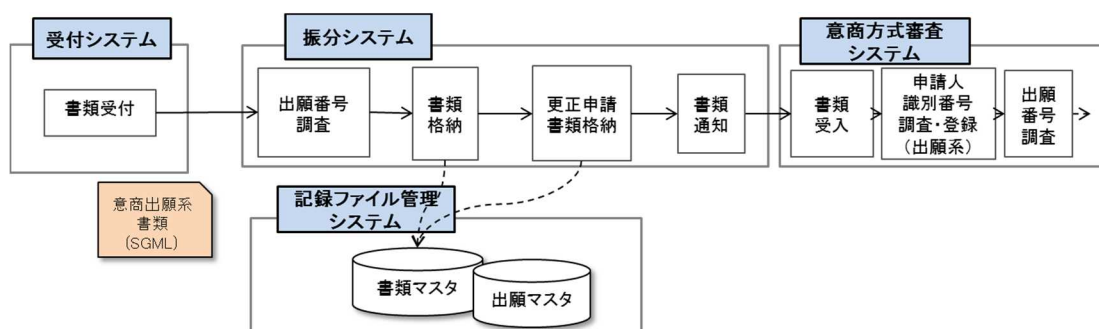 受付システム
書類受付
意商出願系
書類
(SGML)
振分システム
出願番号
調査
書類
格納
更正申請
書類格納
書類
通知
意商方式審査
システム
書類
受入
申請人
識別番号
調査・登録
(出願系)
出願
番号
調査
記録ファイル管理
システム
書類マスタ
出願マスタ